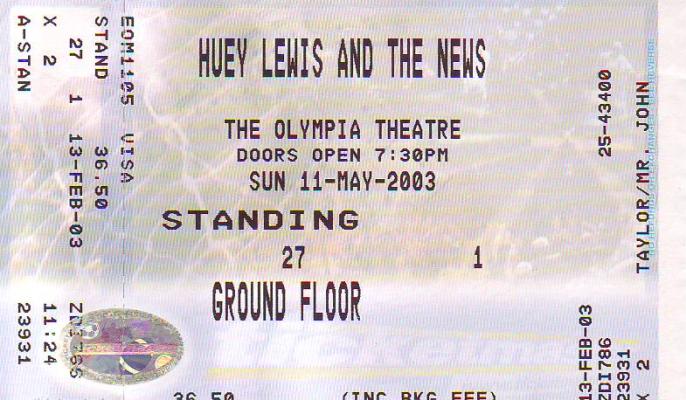 HUEY LEWIS AND THE NEWS
THE OLYMPIA THEATRE
DOORS OPEN 7:30PM
SUN 11-MAY-2003
STANDING
27 1
GROUND FLOOR
36.50 (INC BKG FEE)
EOM1105 VISA
STAND 36.50
27 1 13-FEB-03
X 2 11:24
A-STAN 23931
25-43400
TAYLOR/MR. JOHN
13-FEB-03
ZDI786
23931
X 2